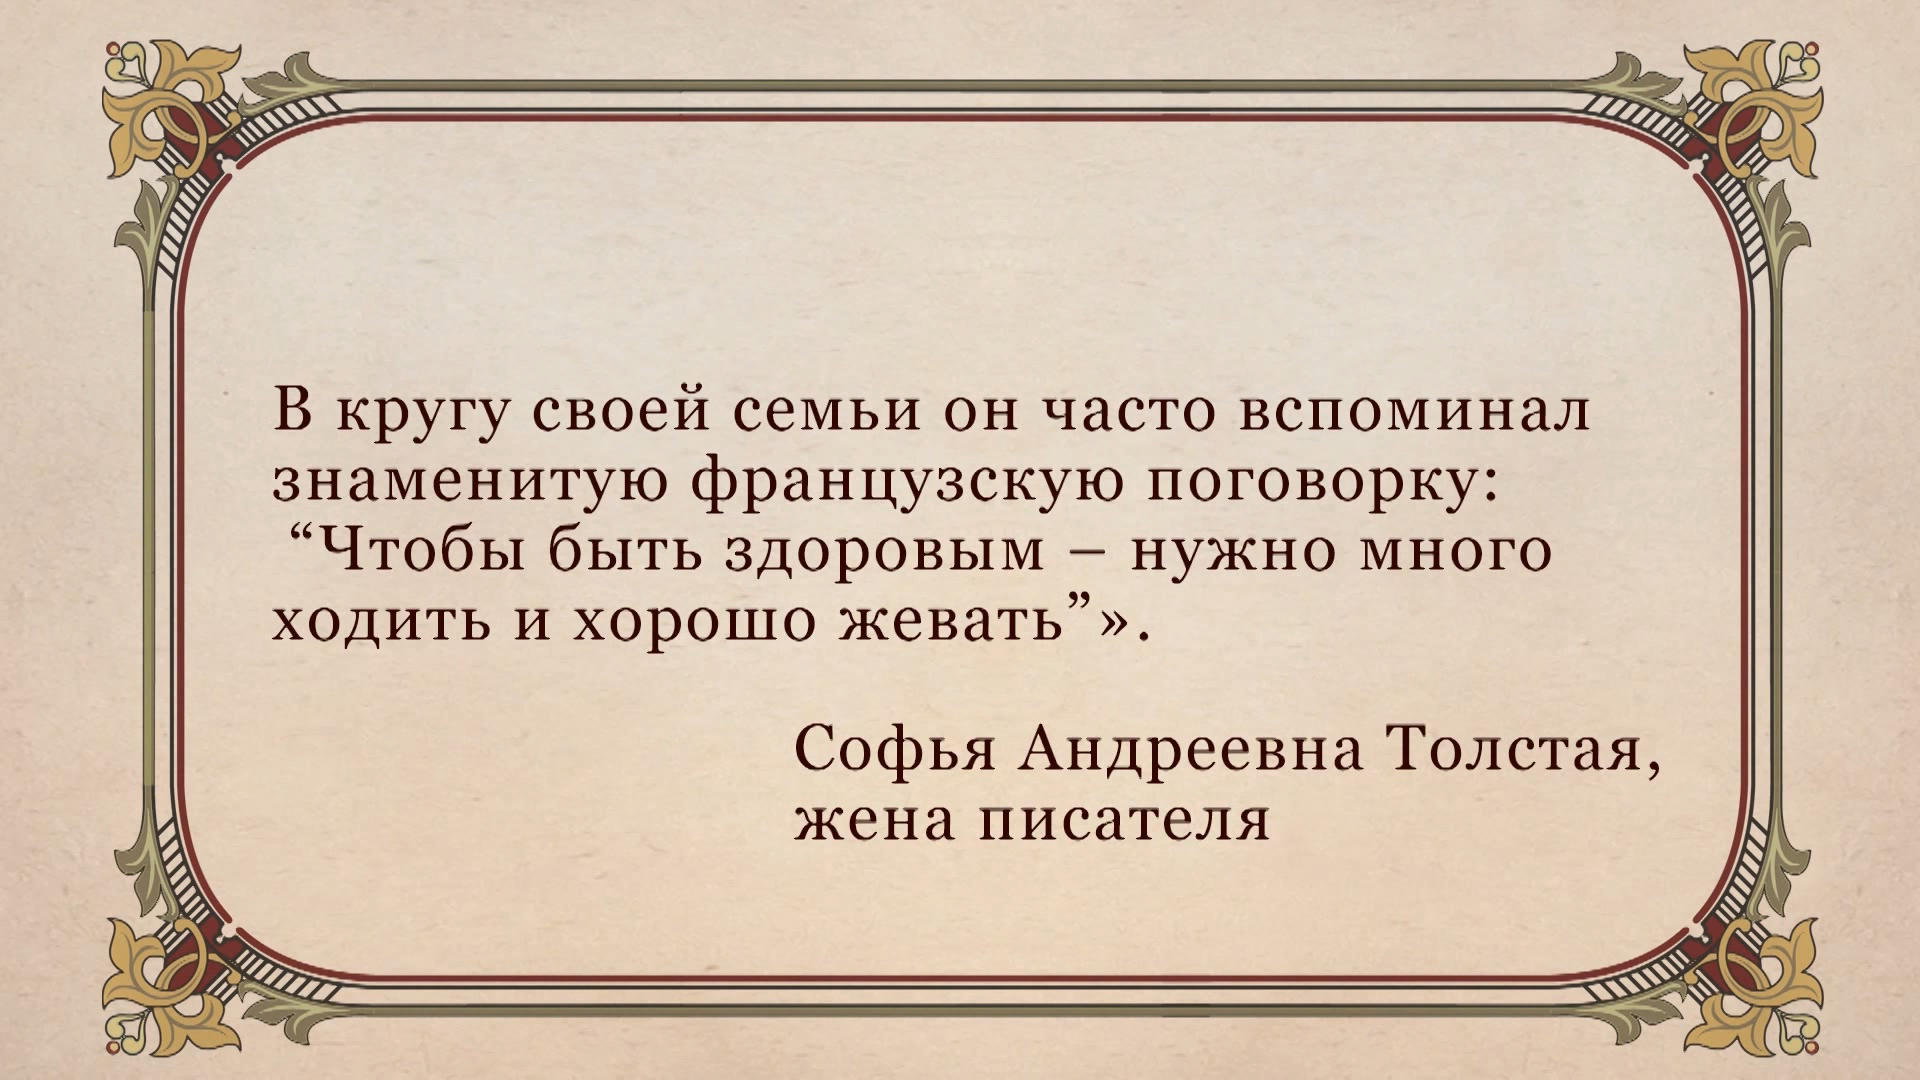 В кругу своей семьи он часто вспоминал
знаменитую французскую поговорку:
“Чтобы быть здоровым – нужно много
ходить и хорошо жевать”».
Софья Андреевна Толстая,
жена писателя